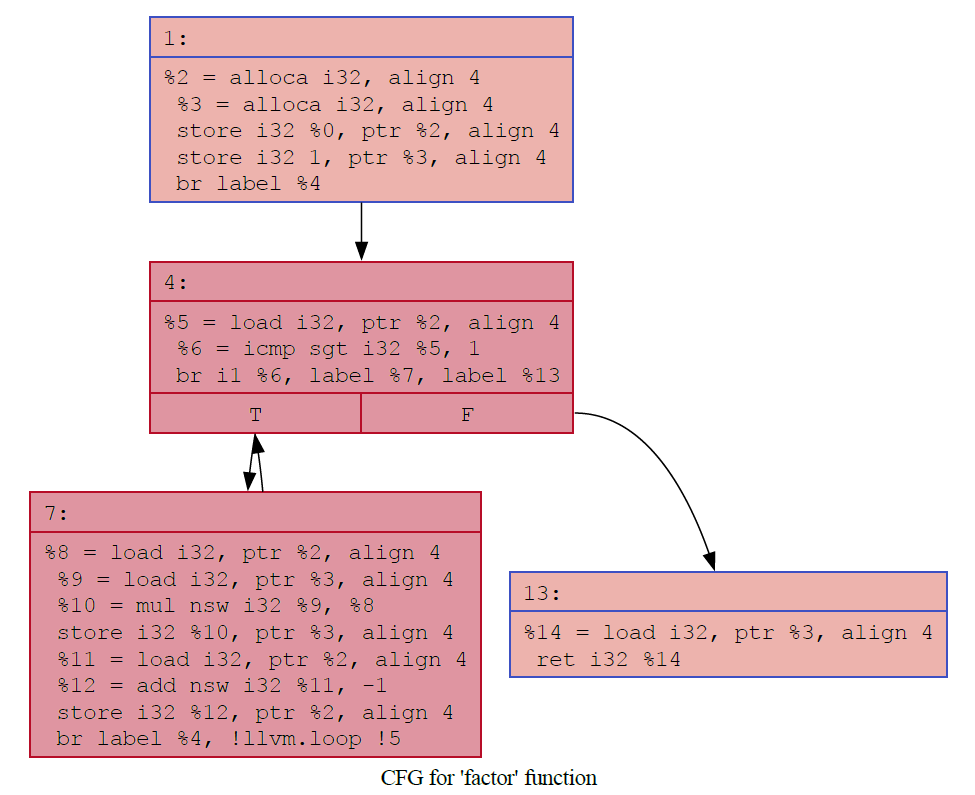 1:
%2 = alloca i32, align 4
%3 = alloca i32, align 4
store i32 %0, ptr %2, align 4
store i32 1, ptr %3, align 4
br label %4
4:
%5 = load i32, ptr %2, align 4
%6 = icmp sgt i32 %5, 1
br i1 %6, label %7, label %13
T
F
7:
%8 = load i32, ptr %2, align 4
%9 = load i32, ptr %3, align 4
%10 = mul nsw i32 %9, %8
store i32 %10, ptr %3, align 4
%11 = load i32, ptr %2, align 4
%12 = add nsw i32 %11, -1
store i32 %12, ptr %2, align 4
br label %4, !llvm.loop !5
13:
%14 = load i32, ptr %3, align 4
ret i32 %14
CFG for 'factor' function